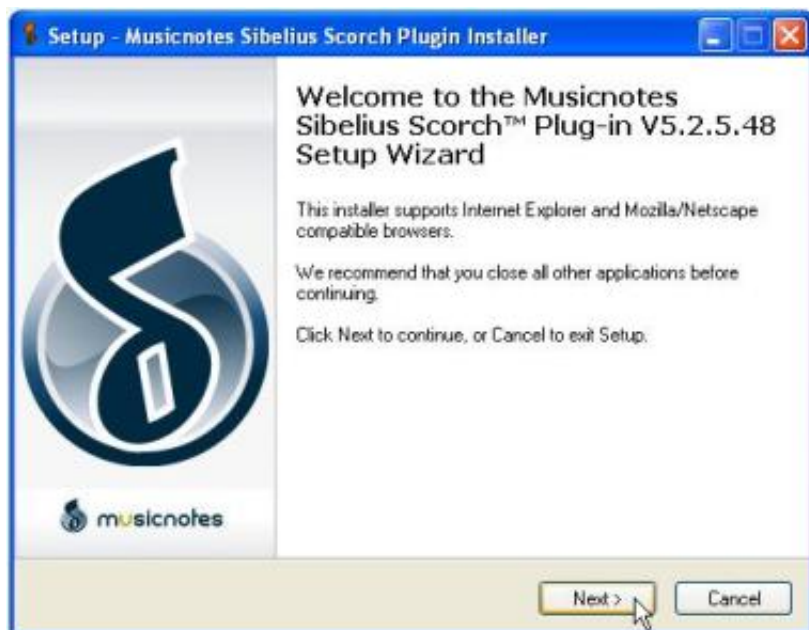 Setup - Musicnotes Sibelius Scorch Plugin Installer
Welcome to the Musicnotes
Sibelius Scorch™ Plug-in V5.2.5.48
Setup Wizard
This installer supports Internet Explorer and Mozilla/Netscape
compatible browsers.
We recommend that you close all other applications before
continuing.
Click Next to continue, or Cancel to exit Setup.
musicnotes
Next >
Cancel